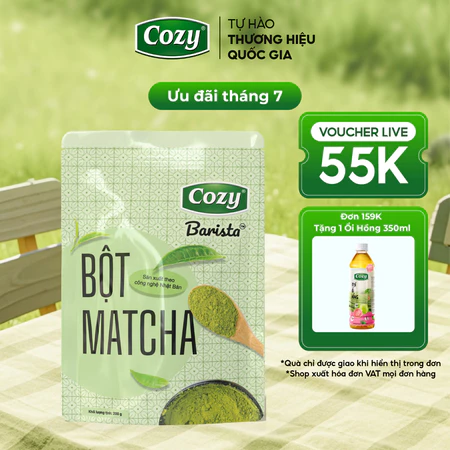 Cozy
TỰ HÀO
THƯƠNG HIỆU
QUỐC GIA
Ưu đãi tháng 7
VOUCHER LIVE
55K
Đơn 159K
Tặng 1 Ổi Hồng 350ml
Cozy
*Quà chỉ được giao khi hiển thị trong đơn
*Shop xuất hóa đơn VAT mọi đơn hàng
Cozy
Barista
BỘT
MATCHA
Sản xuất theo
công nghệ Nhật Bản